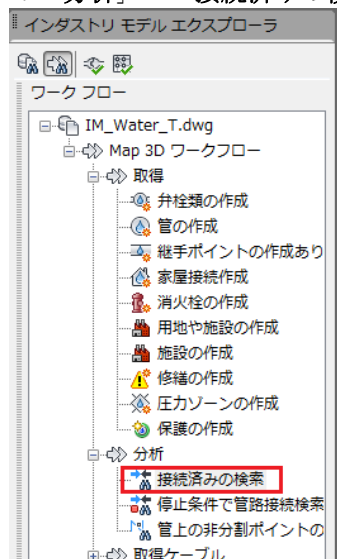 インダストリ モデル エクスプローラ
ワーク フロー
IM_Water_T.dwg
Map 3D ワークフロー
取得
弁栓類の作成
管の作成
継手ポイントの作成あり
家屋接続作成
消火栓の作成
用地や施設の作成
施設の作成
修繕の作成
圧力ゾーンの作成
保護の作成
分析
接続済みの検索
停止条件で管路接続検索
管上の非分割ポイントの
取得ケーブル